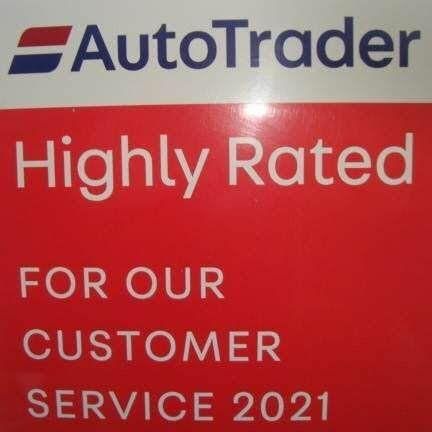 AutoTrader
Highly Rated
FOR OUR
CUSTOMER
SERVICE 2021